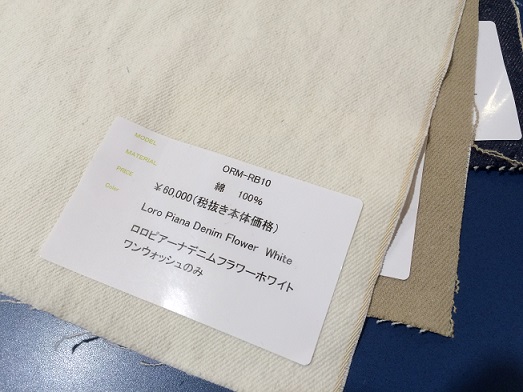 MODEL ORM-RB10
MATERIAL 綿 100%
PRICE ¥60,000(税抜き本体価格)
Color Loro Piana Denim Flower White
ロロピアーナデニムフラワーホワイト
ワンウォッシュのみ